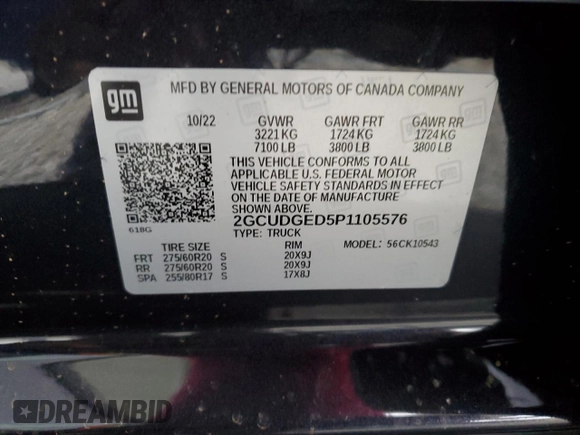 gm
MFD BY GENERAL MOTORS OF CANADA COMPANY
10/22 GVWR GAWR FRT GAWR RR
3221 KG 1724 KG 1724 KG
7100 LB 3800 LB 3800 LB
THIS VEHICLE CONFORMS TO ALL
APPLICABLE U.S. FEDERAL MOTOR
VEHICLE SAFETY STANDARDS IN EFFECT
ON THE DATE OF MANUFACTURE
SHOWN ABOVE.
2GCUDGED5P1105576
618G
TYPE: TRUCK
TIRE SIZE RIM MODEL: 56CK10543
FRT 275/60R20 S 20X9J
RR 275/60R20 S 20X9J
SPA 255/80R17 S 17X8J
DREAMBID